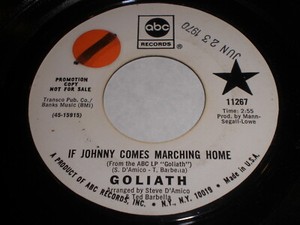 abc
RECORDS
JUN 23 1970
PROMOTION
COPY
NOT FOR SALE
Transco Pub. Co./
Banks Music (BMI)
(45-15913)
11267
Time: 2:55
Prod. by Mann-
Segall-Lowe
IF JOHNNY COMES MARCHING HOME
(From the ABC LP "Goliath")
(S. D'Amico - T. Barbella)
GOLIATH
Arranged by Steve D'Amico
& Ted Barbella
A PRODUCT OF ABC RECORDS, INC. • N.Y., N.Y. 10019 • Made in U.S.A.